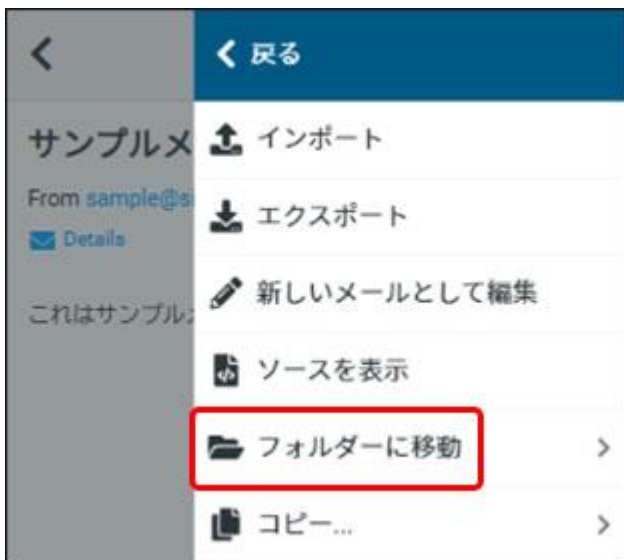 戻る
サンプルメ
インポート
From sample@s
エクスポート
Details
新しいメールとして編集
これはサンプル
ソースを表示
フォルダーに移動
コピー...